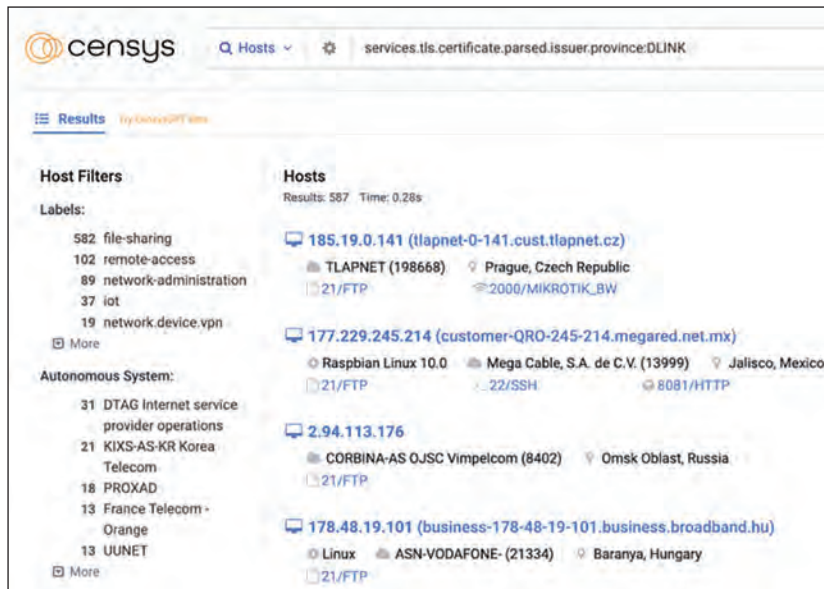 censys
Hosts
services.tls.certificate.parsed.issuer.province:DLINK
Results
Host Filters
Labels:
582 file-sharing
102 remote-access
89 network-administration
37 iot
19 network.device.vpn
More
Autonomous System:
31 DTAG Internet service
provider operations
21 KIXS-AS-KR Korea
Telecom
18 PROXAD
13 France Telecom -
Orange
13 UUNET
More
Hosts
Results: 587 Time: 0.28s
185.19.0.141 (tlapnet-0-141.cust.tlapnet.cz)
TLAPNET (198668) Prague, Czech Republic
21/FTP 2000/MIKROTIK_BW
177.229.245.214 (customer-QRO-245-214.megared.net.mx)
Raspbian Linux 10.0 Mega Cable, S.A. de C.V. (13999) Jalisco, Mexico
21/FTP 22/SSH 8081/HTTP
2.94.113.176
CORBINA-AS OJSC Vimpelcom (8402) Omsk Oblast, Russia
21/FTP
178.48.19.101 (business-178-48-19-101.business.broadband.hu)
Linux ASN-VODAFONE- (21334) Baranya, Hungary
21/FTP